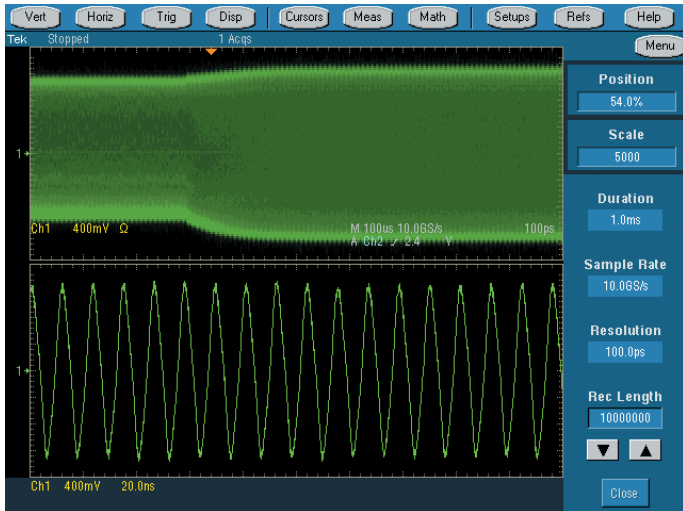 Vert Horiz Trig Disp Cursors Meas Math Setups Refs Help
Tek Stopped 1 Acqs
Menu
Position
54.0%
Scale
5000
1
Duration
1.0ms
Ch1 400mV Ω M 100us 10.0GS/s 100ps
A Ch2 2.4 V
Sample Rate
10.0GS/s
Resolution
100.0ps
1
Rec Length
10000000
Ch1 400mV 20.0ns
Close